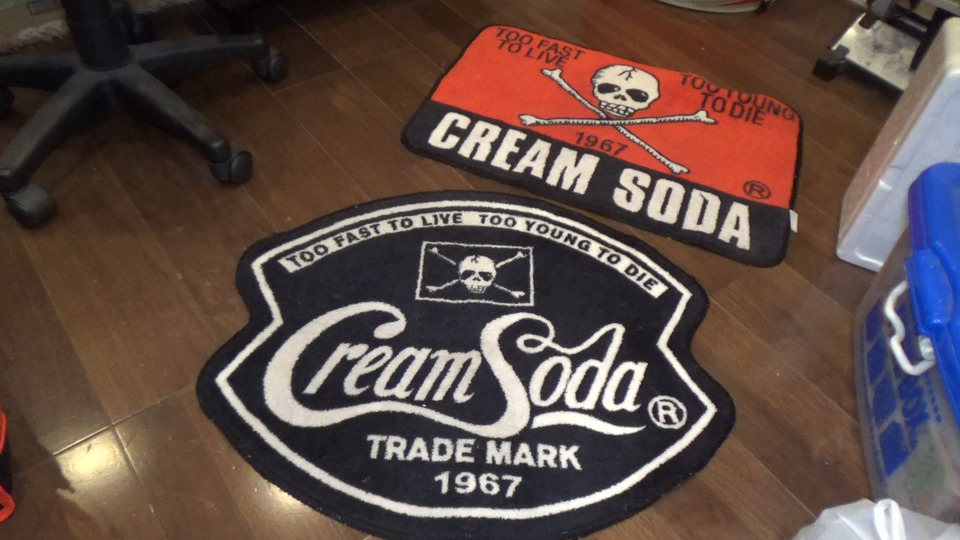 TOO FAST
TO LIVE
TOO YOUNG
TO DIE
1967
CREAM SODA
®
TOO FAST TO LIVE TOO YOUNG TO DIE
Cream Soda
®
TRADE MARK
1967